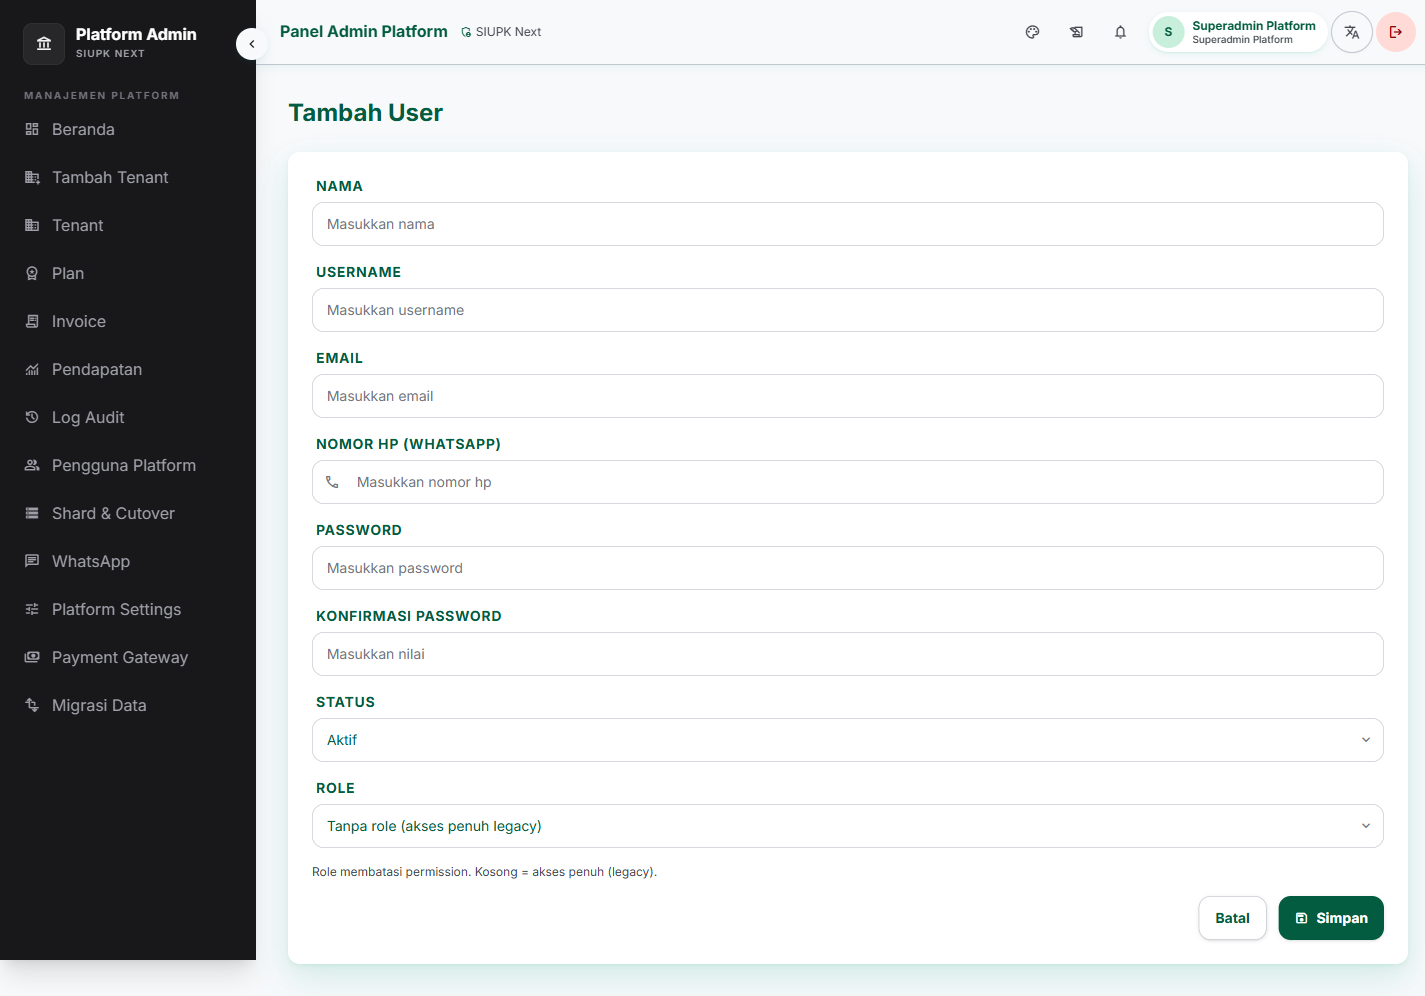 Platform Admin
SIUPK NEXT
MANAJEMEN PLATFORM
Beranda
Tambah Tenant
Tenant
Plan
Invoice
Pendapatan
Log Audit
Pengguna Platform
Shard & Cutover
WhatsApp
Platform Settings
Payment Gateway
Migrasi Data
Panel Admin Platform
SIUPK Next
S
Superadmin Platform
Superadmin Platform
Tambah User
NAMA
Masukkan nama
USERNAME
Masukkan username
EMAIL
Masukkan email
NOMOR HP (WHATSAPP)
Masukkan nomor hp
PASSWORD
Masukkan password
KONFIRMASI PASSWORD
Masukkan nilai
STATUS
Aktif
ROLE
Tanpa role (akses penuh legacy)
Role membatasi permission. Kosong = akses penuh (legacy).
Batal
Simpan